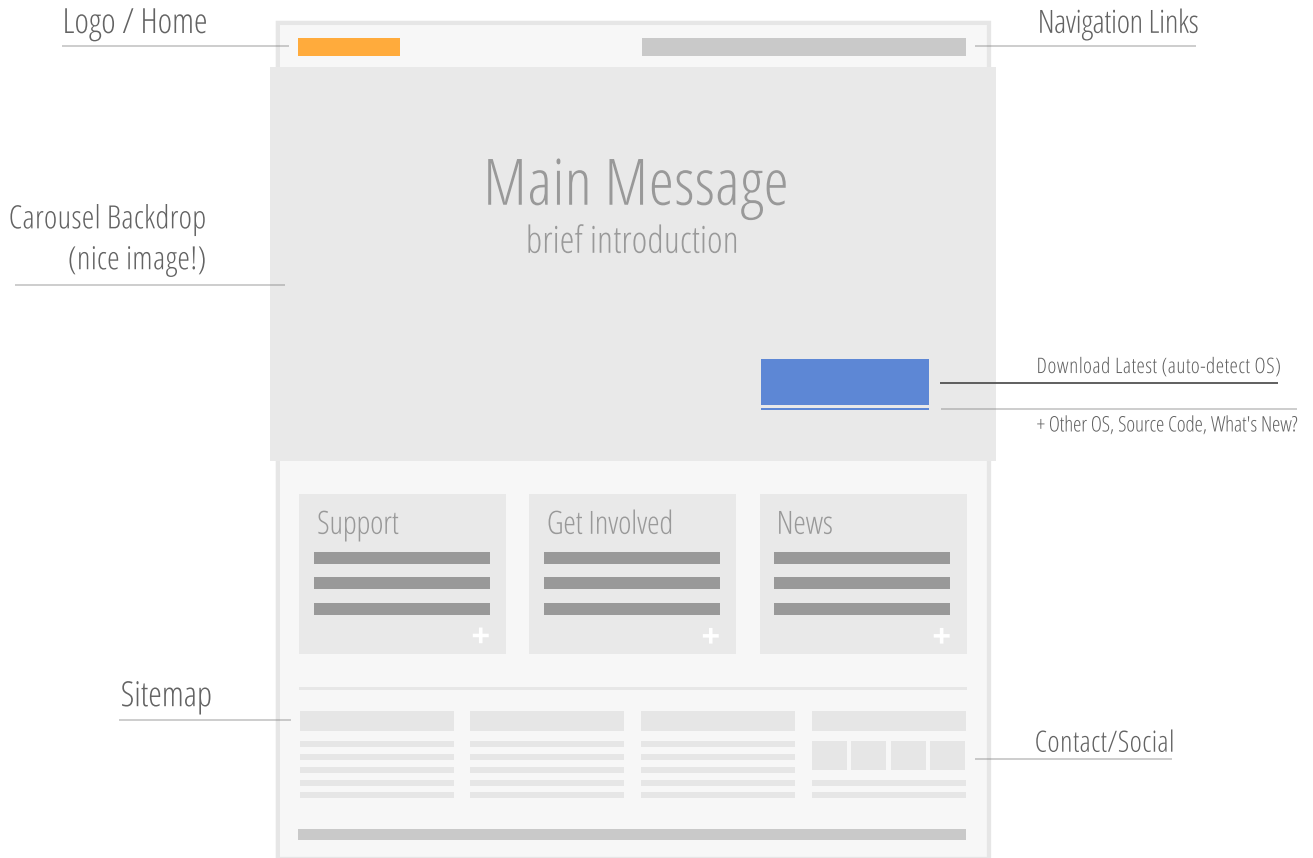 Logo / Home
Navigation Links
Main Message
brief introduction
Carousel Backdrop
(nice image!)
Download Latest (auto-detect OS)
+ Other OS, Source Code, What's New?
Support
Get Involved
News
+
+
+
Sitemap
Contact/Social